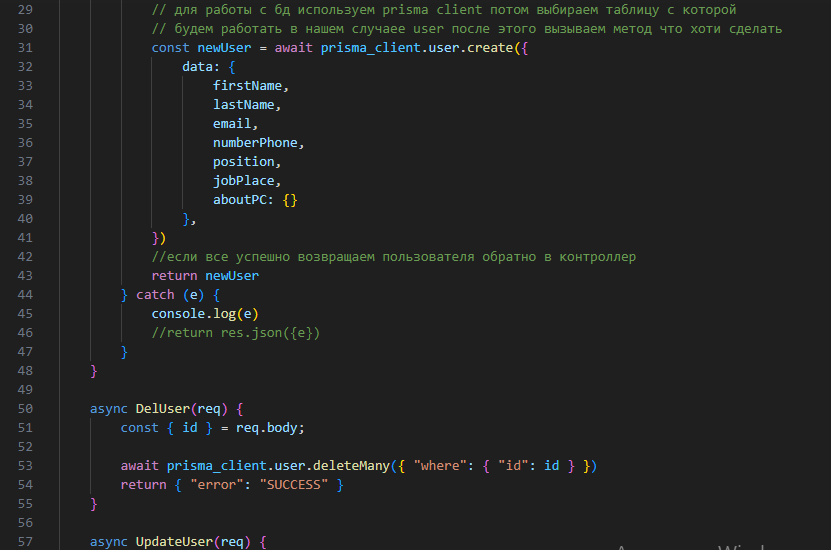 29 // для работы с бд используем prisma client потом выбираем таблицу с которой
30 // будем работать в нашем случаее user после этого вызываем метод что хоти сделать
31 const newUser = await prisma_client.user.create({
32 data: {
33 firstName,
34 lastName,
35 email,
36 numberPhone,
37 position,
38 jobPlace,
39 aboutPC: {}
40 },
41 })
42 //если все успешно возвращаем пользователя обратно в контроллер
43 return newUser
44 } catch (e) {
45 console.log(e)
46 //return res.json({e})
47 }
48 }
49
50 async DelUser(req) {
51 const { id } = req.body;
52
53 await prisma_client.user.deleteMany({ "where": { "id": id } })
54 return { "error": "SUCCESS" }
55 }
56
57 async UpdateUser(req) {